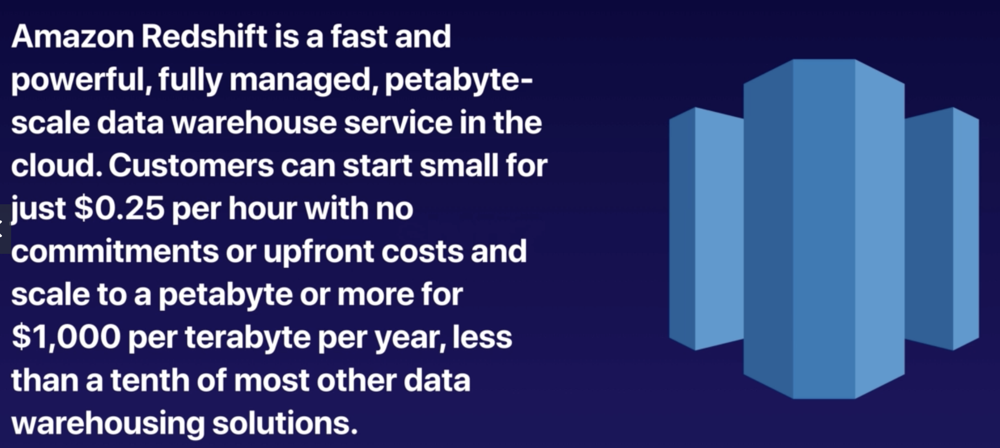 Amazon Redshift is a fast and
powerful, fully managed, petabyte-
scale data warehouse service in the
cloud. Customers can start small for
just $0.25 per hour with no
commitments or upfront costs and
scale to a petabyte or more for
$1,000 per terabyte per year, less
than a tenth of most other data
warehousing solutions.